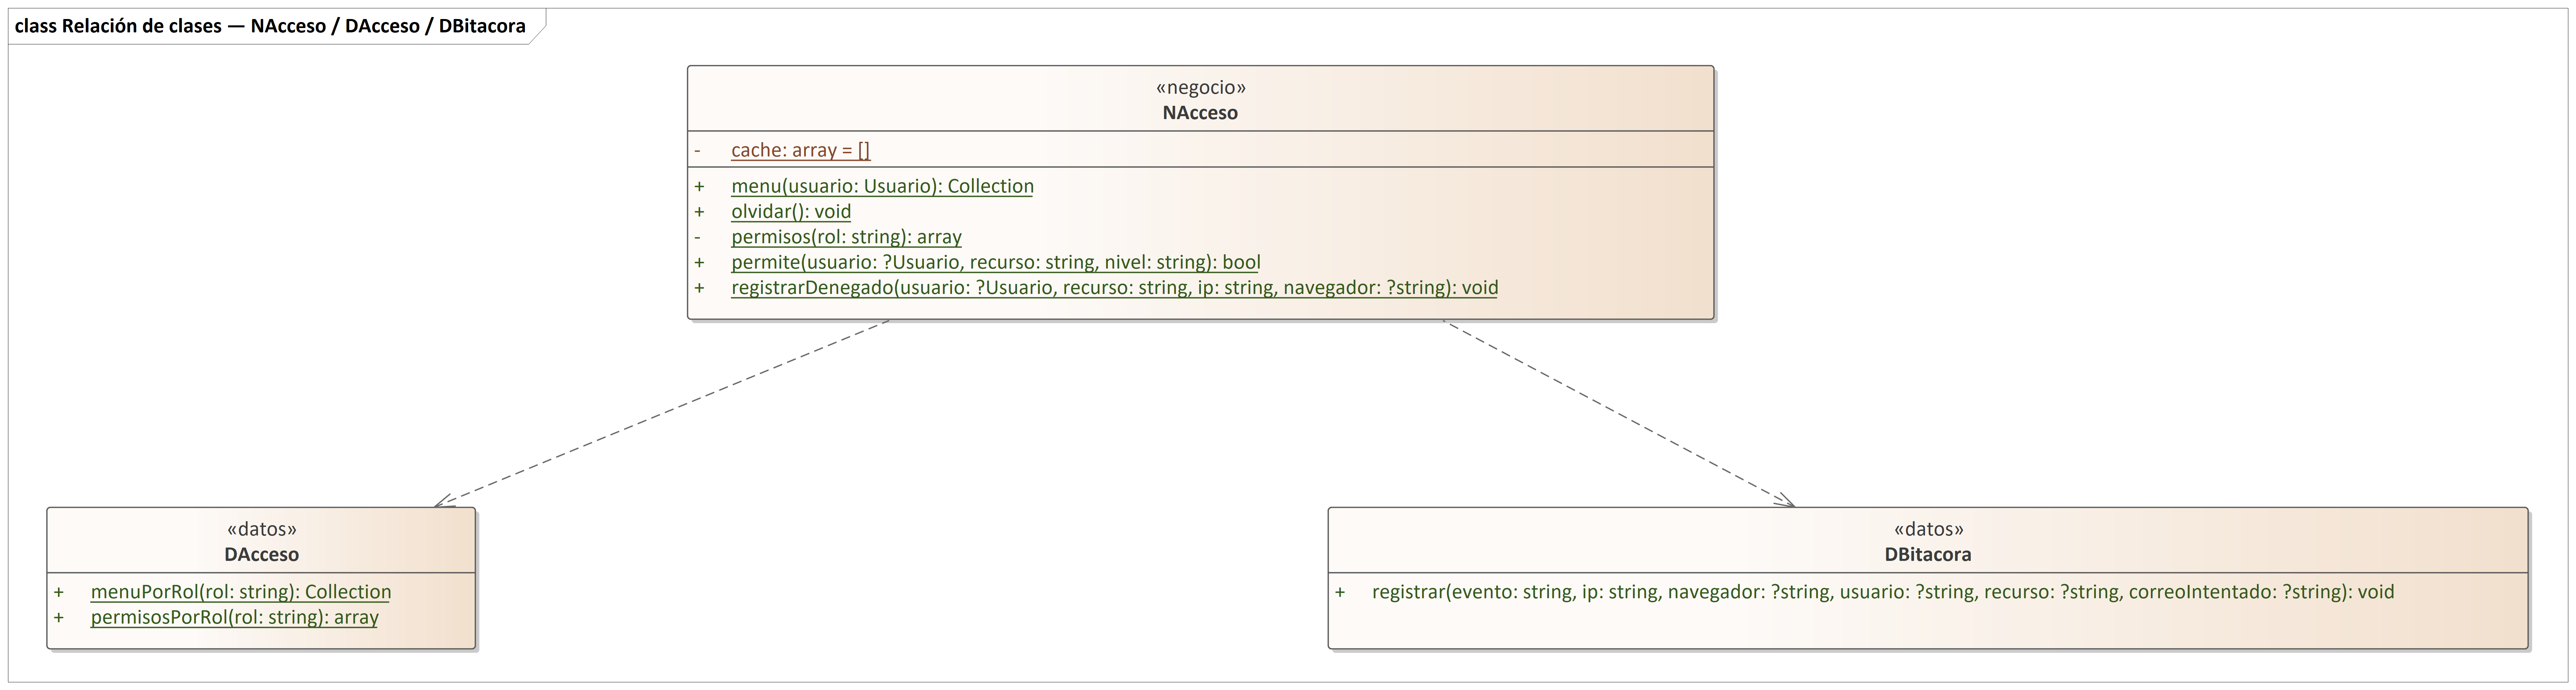 class Relación de clases — NAcceso / DAcceso / DBitacora
«negocio»
NAcceso
- cache: array = []
+ menu(usuario: Usuario): Collection
+ olvidar(): void
- permisos(rol: string): array
+ permite(usuario: ?Usuario, recurso: string, nivel: string): bool
+ registrarDenegado(usuario: ?Usuario, recurso: string, ip: string, navegador: ?string): void
«datos»
DAcceso
+ menuPorRol(rol: string): Collection
+ permisosPorRol(rol: string): array
«datos»
DBitacora
+ registrar(evento: string, ip: string, navegador: ?string, usuario: ?string, recurso: ?string, correoIntentado: ?string): void